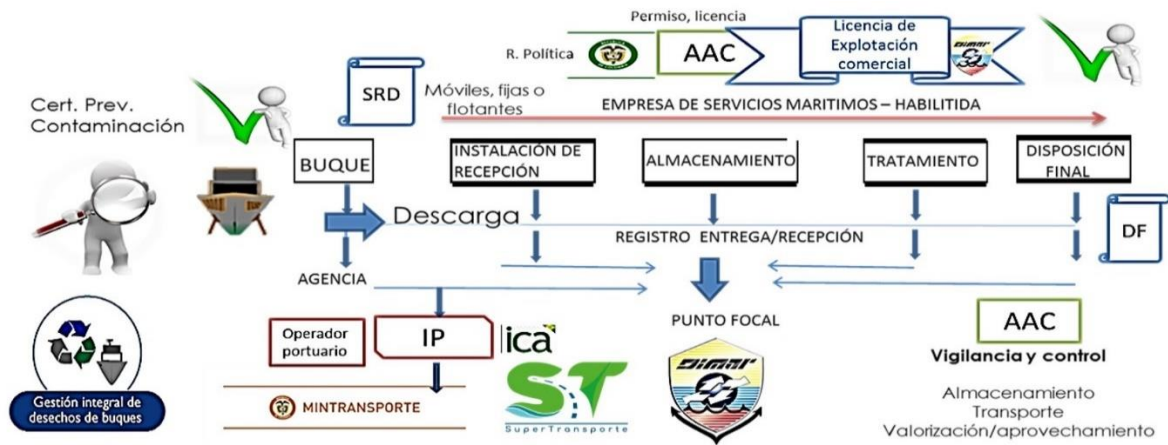 Permiso, licencia
R. Política
AAC
Licencia de
Explotación
comercial
Dimar
Cert. Prev.
Contaminación
SRD
Móviles, fijas o
flotantes
EMPRESA DE SERVICIOS MARITIMOS – HABILITIDA
BUQUE
INSTALACIÓN DE
RECEPCIÓN
ALMACENAMIENTO
TRATAMIENTO
DISPOSICIÓN
FINAL
Descarga
REGISTRO ENTREGA/RECEPCIÓN
DF
AGENCIA
Operador
portuario
IP
ica
PUNTO FOCAL
AAC
Vigilancia y control
Dimar
ST
SuperTransporte
MINTRANSPORTE
Almacenamiento
Transporte
Valorización/aprovechamiento
Gestión integral de
desechos de buques